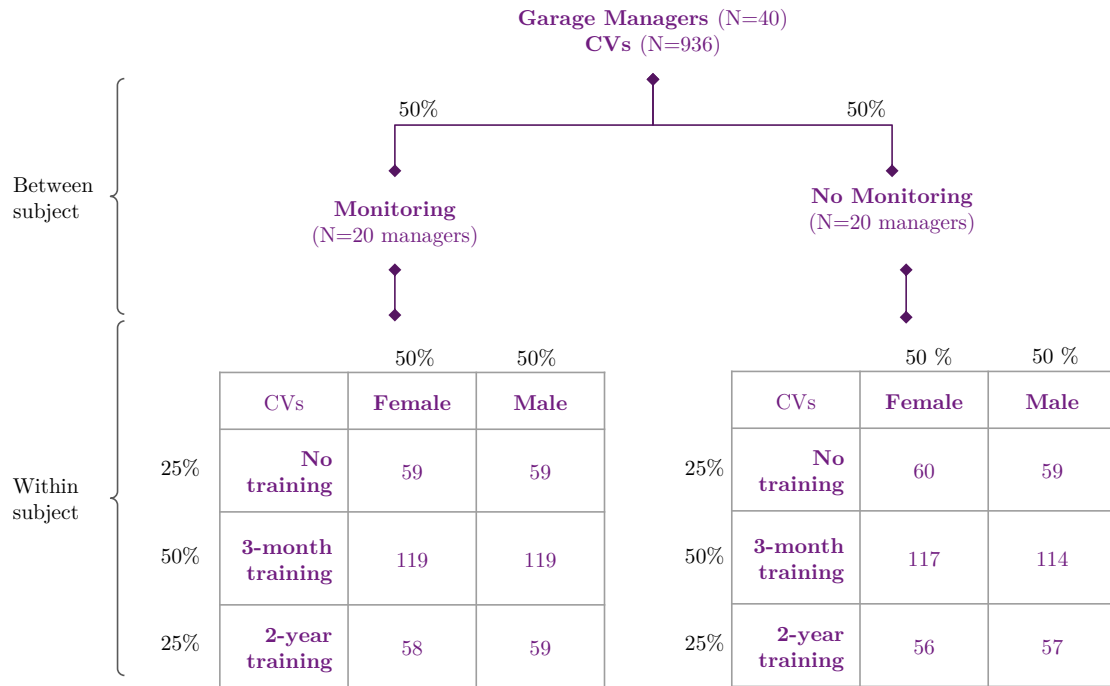 Garage Managers (N=40)
CVs (N=936)
50%
50%
Between
subject
Monitoring
(N=20 managers)
No Monitoring
(N=20 managers)
Within
subject
50%
50%
CVs
Female
Male
25%
No
training
59
59
50%
3-month
training
119
119
25%
2-year
training
58
59
50 %
50 %
CVs
Female
Male
25%
No
training
60
59
50%
3-month
training
117
114
25%
2-year
training
56
57